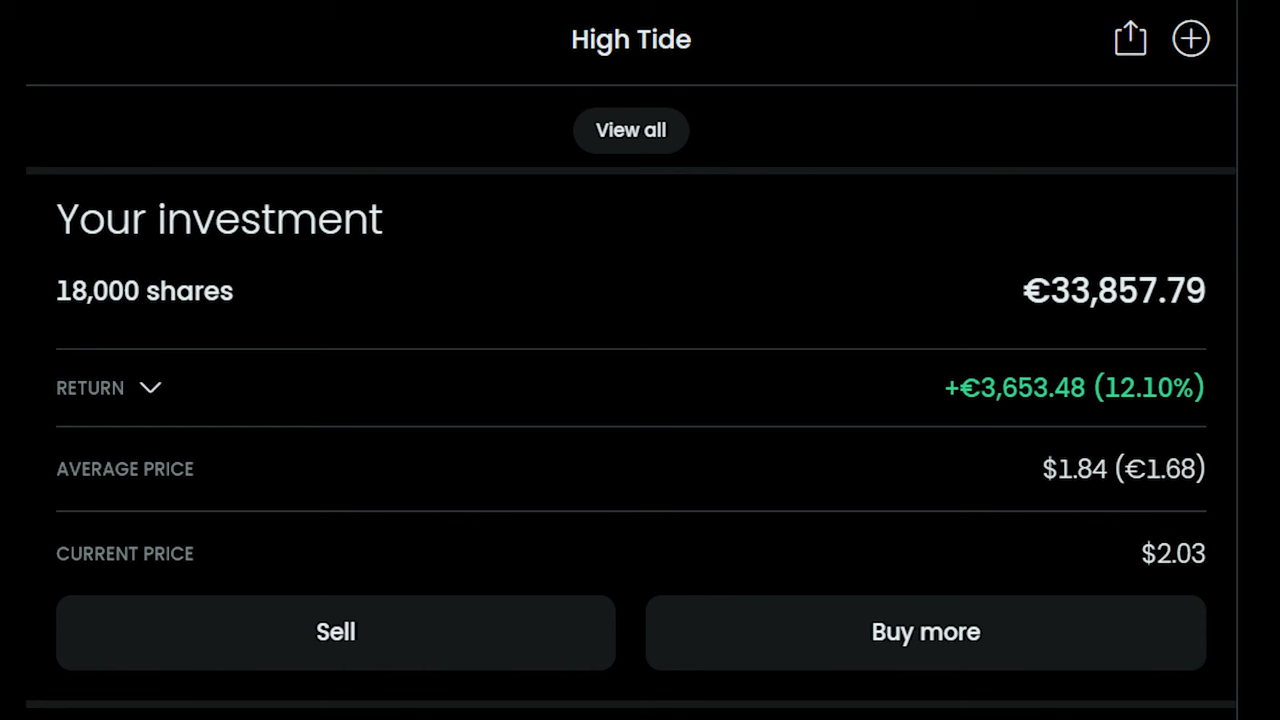 High Tide
View all
Your investment
18,000 shares €33,857.79
RETURN +€3,653.48 (12.10%)
AVERAGE PRICE $1.84 (€1.68)
CURRENT PRICE $2.03
Sell Buy more